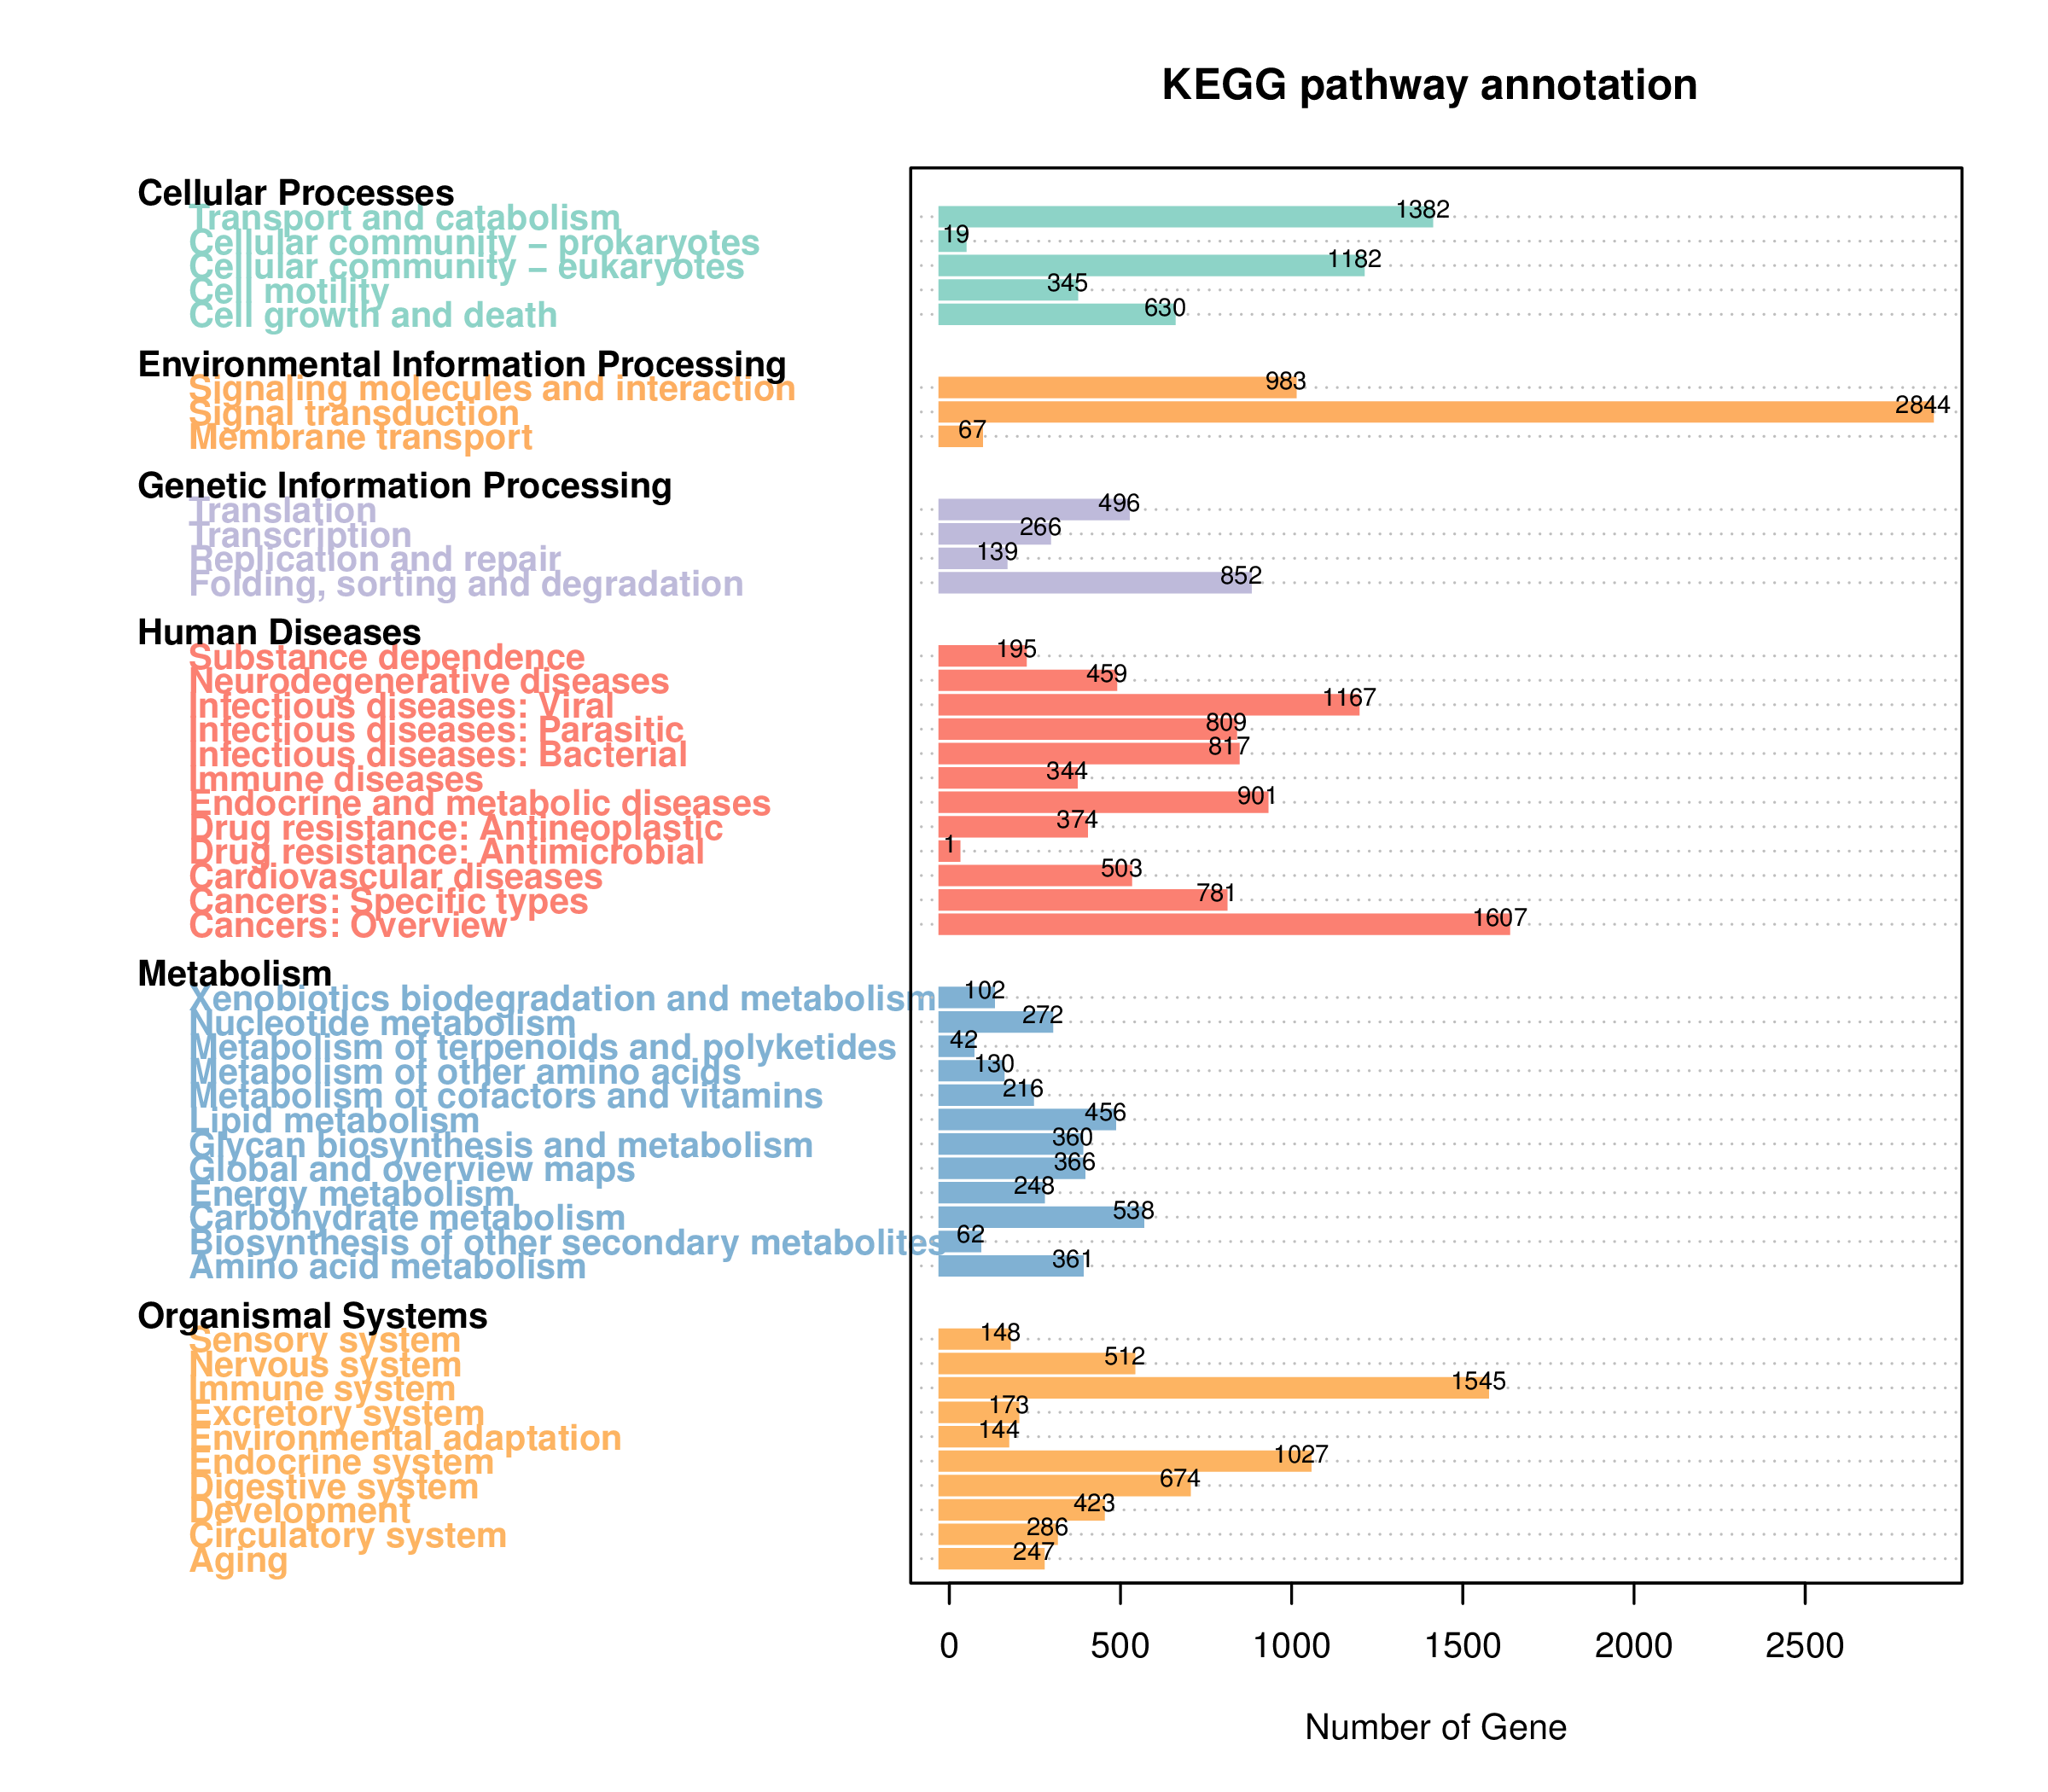 KEGG pathway annotation
Cellular Processes
Transport and catabolism 1382
Cellular community – prokaryotes 19
Cellular community – eukaryotes 1182
Cell motility 345
Cell growth and death 630
Environmental Information Processing
Signaling molecules and interaction 983
Signal transduction 2844
Membrane transport 67
Genetic Information Processing
Translation 496
Transcription 266
Replication and repair 139
Folding, sorting and degradation 852
Human Diseases
Substance dependence 195
Neurodegenerative diseases 459
Infectious diseases: Viral 1167
Infectious diseases: Parasitic 809
Infectious diseases: Bacterial 817
Immune diseases 344
Endocrine and metabolic diseases 901
Drug resistance: Antineoplastic 374
Drug resistance: Antimicrobial 1
Cardiovascular diseases 503
Cancers: Specific types 781
Cancers: Overview 1607
Metabolism
Xenobiotics biodegradation and metabolism 102
Nucleotide metabolism 272
Metabolism of terpenoids and polyketides 42
Metabolism of other amino acids 130
Metabolism of cofactors and vitamins 216
Lipid metabolism 456
Glycan biosynthesis and metabolism 360
Global and overview maps 366
Energy metabolism 248
Carbohydrate metabolism 538
Biosynthesis of other secondary metabolites 62
Amino acid metabolism 361
Organismal Systems
Sensory system 148
Nervous system 512
Immune system 1545
Excretory system 173
Environmental adaptation 144
Endocrine system 1027
Digestive system 674
Development 423
Circulatory system 286
Aging 247
0 500 1000 1500 2000 2500
Number of Gene